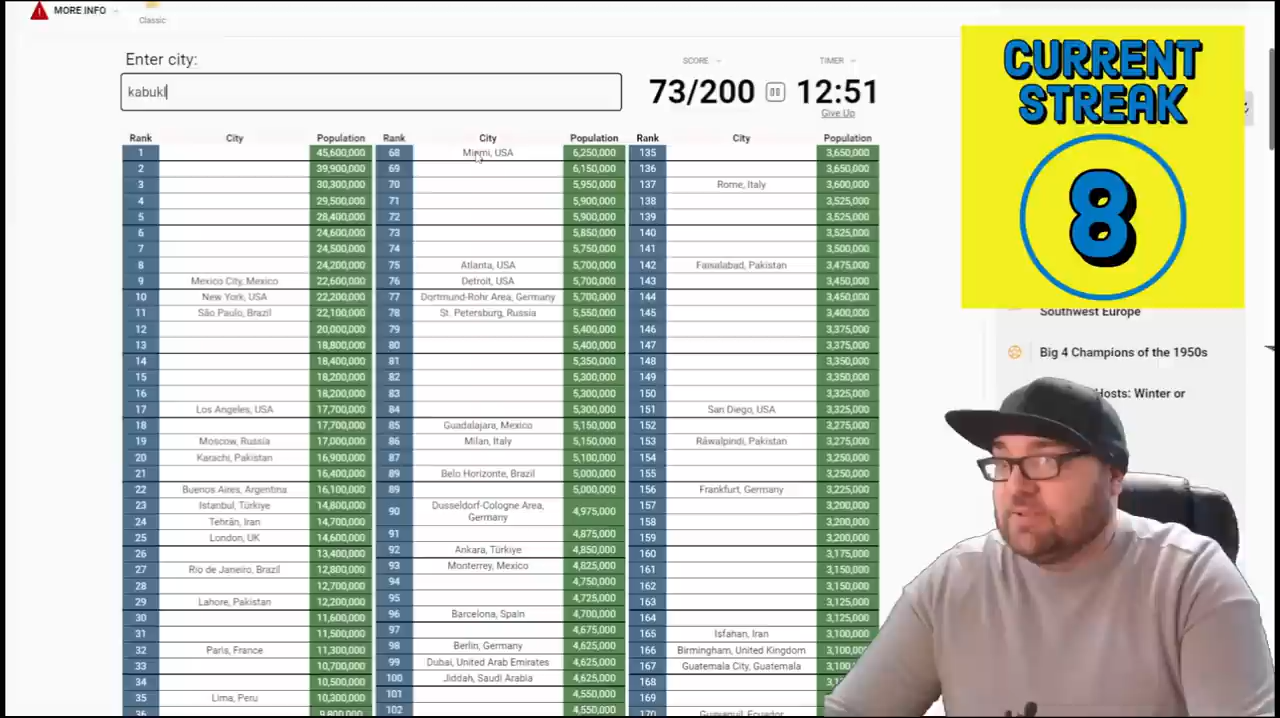 MORE INFO
Classic
Enter city:
kabukl
SCORE
73/200
TIMER
12:51
Give Up
CURRENT
STREAK
8
Southwest Europe
Big 4 Champions of the 1950s
Hosts: Winter or
Rank City Population Rank City Population Rank City Population
1 45,600,000 68 Miami, USA 6,250,000 135 3,650,000
2 39,900,000 69 6,150,000 136 3,650,000
3 30,300,000 70 5,950,000 137 Rome, Italy 3,600,000
4 29,500,000 71 5,900,000 138 3,525,000
5 28,400,000 72 5,900,000 139 3,525,000
6 24,600,000 73 5,850,000 140 3,525,000
7 24,500,000 74 5,750,000 141 3,500,000
8 24,200,000 75 Atlanta, USA 5,700,000 142 Faisalabad, Pakistan 3,475,000
9 Mexico City, Mexico 22,600,000 76 Detroit, USA 5,700,000 143 3,450,000
10 New York, USA 22,200,000 77 Dortmund-Rohr Area, Germany 5,700,000 144 3,450,000
11 São Paulo, Brazil 22,100,000 78 St. Petersburg, Russia 5,550,000 145 3,400,000
12 20,000,000 79 5,400,000 146 3,375,000
13 18,800,000 80 5,400,000 147 3,375,000
14 18,400,000 81 5,350,000 148 3,350,000
15 18,200,000 82 5,300,000 149 3,350,000
16 18,200,000 83 5,300,000 150 3,325,000
17 Los Angeles, USA 17,700,000 84 5,300,000 151 San Diego, USA 3,325,000
18 17,700,000 85 Guadalajara, Mexico 5,150,000 152 3,275,000
19 Moscow, Russia 17,000,000 86 Milan, Italy 5,150,000 153 Räwalpindi, Pakistan 3,275,000
20 Karachi, Pakistan 16,900,000 87 5,100,000 154 3,250,000
21 16,400,000 89 Belo Horizonte, Brazil 5,000,000 155 3,250,000
22 Buenos Aires, Argentina 16,100,000 89 5,000,000 156 Frankfurt, Germany 3,225,000
23 Istanbul, Türkiye 14,800,000 90 Dusseldorf-Cologne Area, Germany 4,975,000 157 3,200,000
24 Tehrān, Iran 14,700,000 91 4,875,000 158 3,200,000
25 London, UK 14,600,000 92 Ankara, Türkiye 4,850,000 159 3,200,000
26 13,400,000 93 Monterrey, Mexico 4,825,000 160 3,175,000
27 Rio de Janeiro, Brazil 12,800,000 94 4,750,000 161 3,150,000
28 12,700,000 95 4,725,000 162 3,150,000
29 Lahore, Pakistan 12,200,000 96 Barcelona, Spain 4,700,000 163 3,125,000
30 11,600,000 97 4,675,000 164 3,125,000
31 11,500,000 98 Berlin, Germany 4,625,000 165 Isfahan, Iran 3,100,000
32 Paris, France 11,300,000 99 Dubai, United Arab Emirates 4,625,000 166 Birmingham, United Kingdom 3,100,000
33 10,700,000 100 Jiddah, Saudi Arabia 4,625,000 167 Guatemala City, Guatemala 3,100
34 10,500,000 101 4,550,000 168
35 Lima, Peru 10,300,000 102 4,550,000 169
36 9,800,000 170 Guayaquil, Ecuador